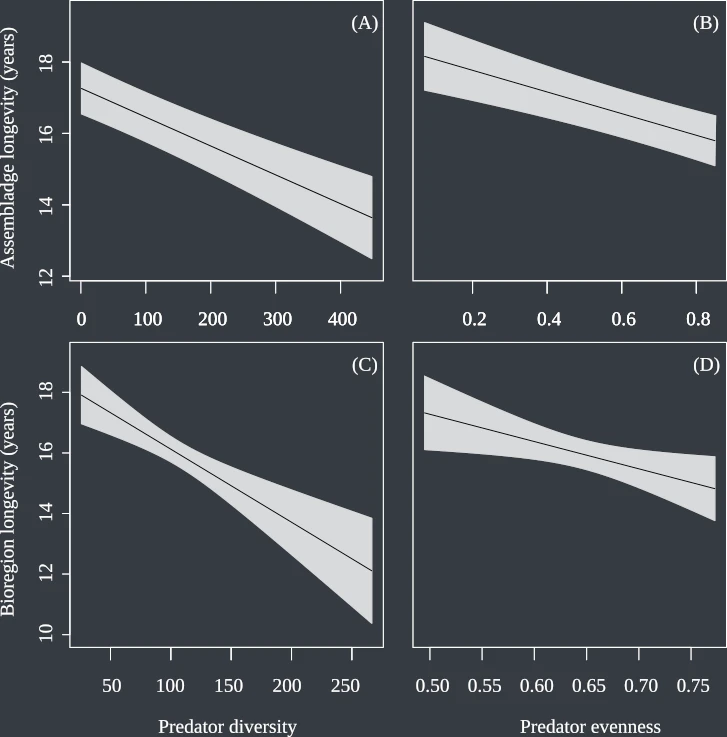 (A)
(B)
Assembladge longevity (years)
18
16
14
12
0 100 200 300 400
0.2 0.4 0.6 0.8
(C)
(D)
Bioregion longevity (years)
18
16
14
12
10
50 100 150 200 250
0.50 0.55 0.60 0.65 0.70 0.75
Predator diversity
Predator evenness